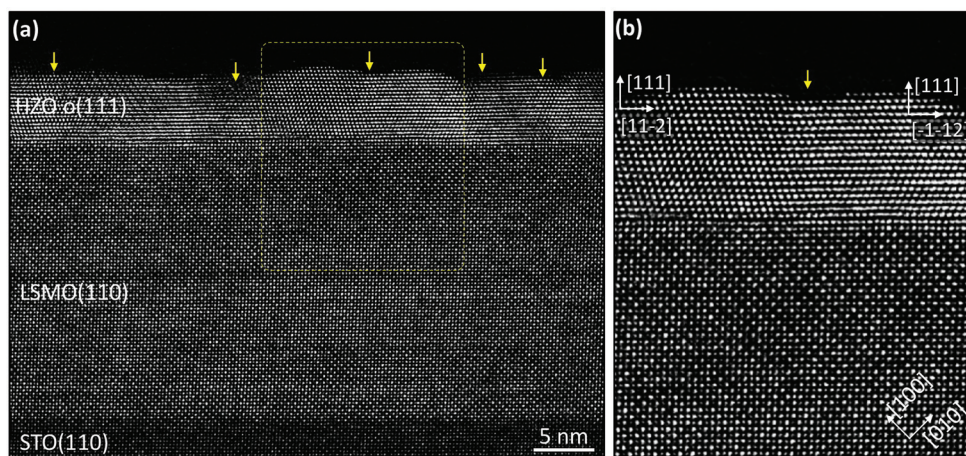 (a)
HZO o(111)
LSMO(110)
STO(110)
5 nm
(b)
[111]
[11-2]
[111]
[-1-12]
[100]
[010]